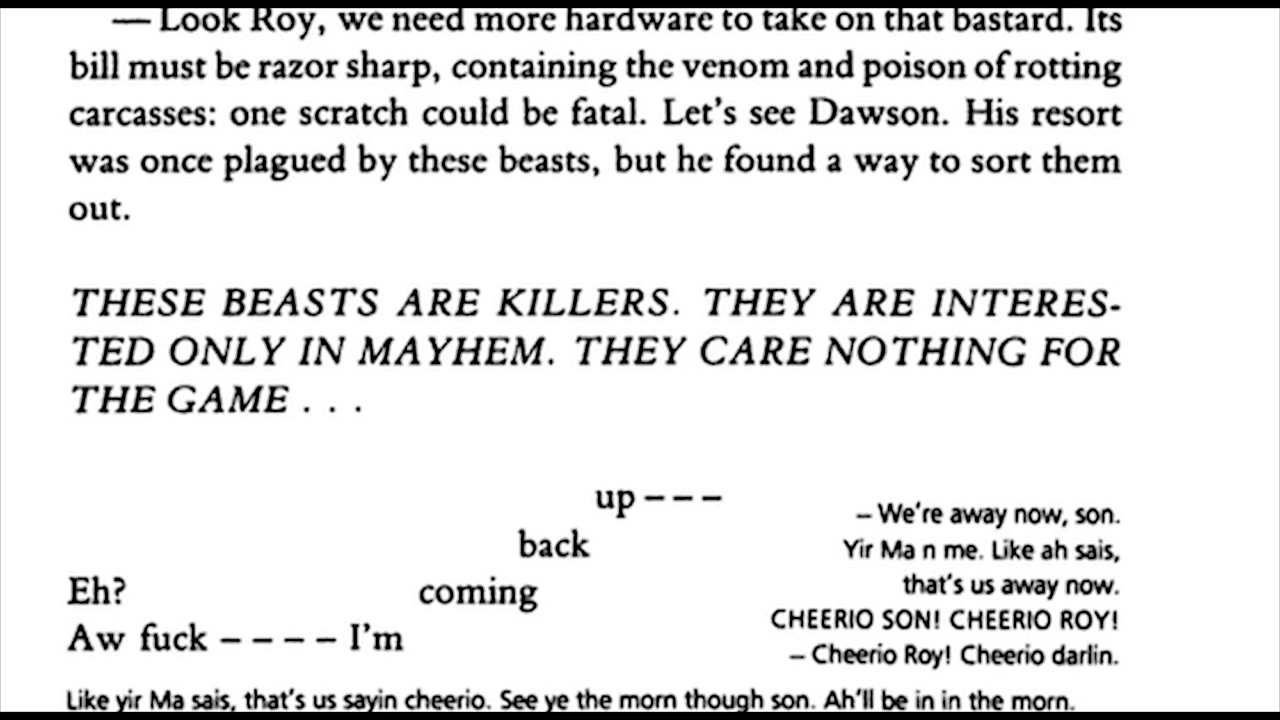 — Look Roy, we need more hardware to take on that bastard. Its
bill must be razor sharp, containing the venom and poison of rotting
carcasses: one scratch could be fatal. Let's see Dawson. His resort
was once plagued by these beasts, but he found a way to sort them
out.
THESE BEASTS ARE KILLERS. THEY ARE INTERES-
TED ONLY IN MAYHEM. THEY CARE NOTHING FOR
THE GAME . . .
up – – –
back
Eh? coming
Aw fuck – – – – I'm
– We're away now, son.
Yir Ma n me. Like ah sais,
that's us away now.
CHEERIO SON! CHEERIO ROY!
– Cheerio Roy! Cheerio darlin.
Like yir Ma sais, that's us sayin cheerio. See ye the morn though son. Ah'll be in in the morn.